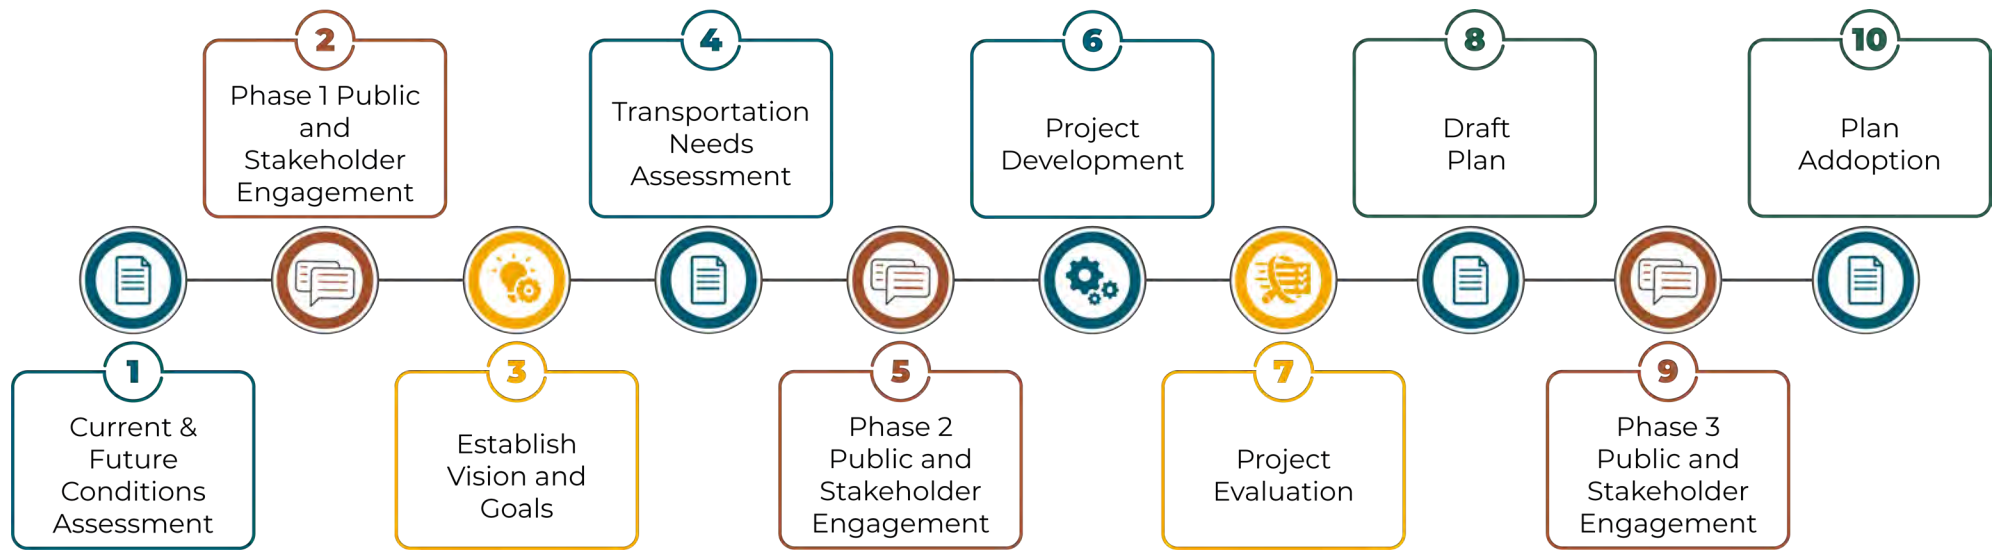 1
Current &
Future
Conditions
Assessment
2
Phase 1 Public
and
Stakeholder
Engagement
3
Establish
Vision and
Goals
4
Transportation
Needs
Assessment
5
Phase 2
Public and
Stakeholder
Engagement
6
Project
Development
7
Project
Evaluation
8
Draft
Plan
9
Phase 3
Public and
Stakeholder
Engagement
10
Plan
Addoption